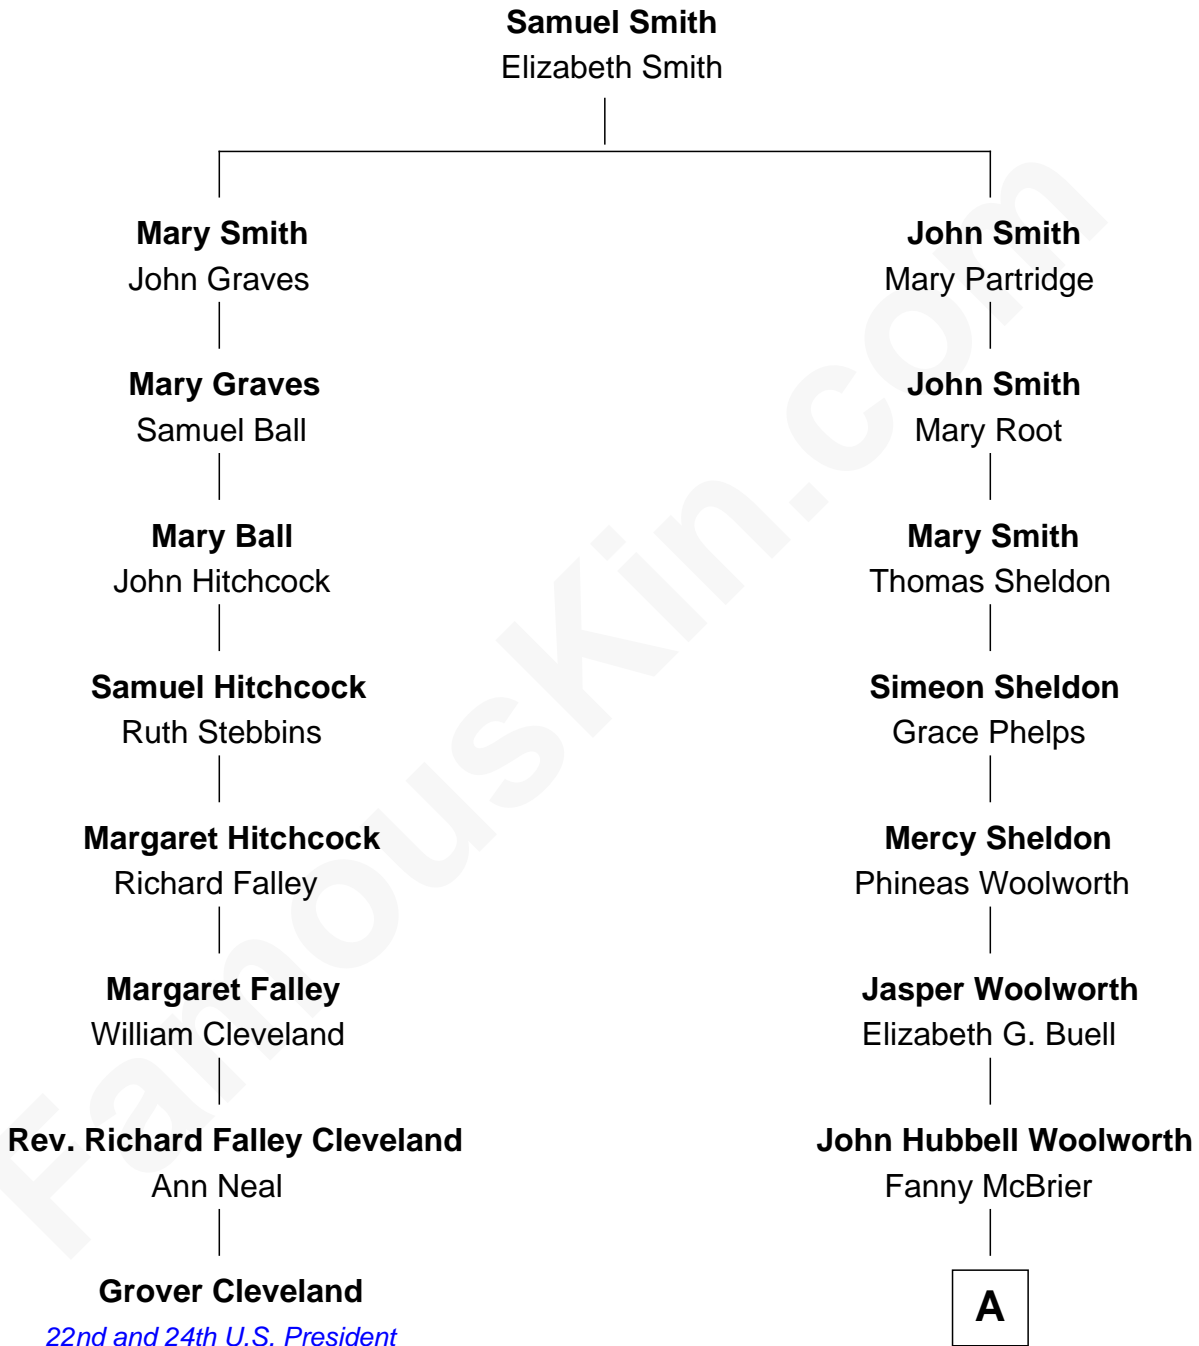 Samuel Smith
Elizabeth Smith
Mary Smith
John Graves
John Smith
Mary Partridge
Mary Graves
Samuel Ball
John Smith
Mary Root
Mary Ball
John Hitchcock
Mary Smith
Thomas Sheldon
Samuel Hitchcock
Ruth Stebbins
Simeon Sheldon
Grace Phelps
Margaret Hitchcock
Richard Falley
Mercy Sheldon
Phineas Woolworth
Margaret Falley
William Cleveland
Jasper Woolworth
Elizabeth G. Buell
Rev. Richard Falley Cleveland
Ann Neal
John Hubbell Woolworth
Fanny McBrier
Grover Cleveland
22nd and 24th U.S. President
A
FamousKin.com